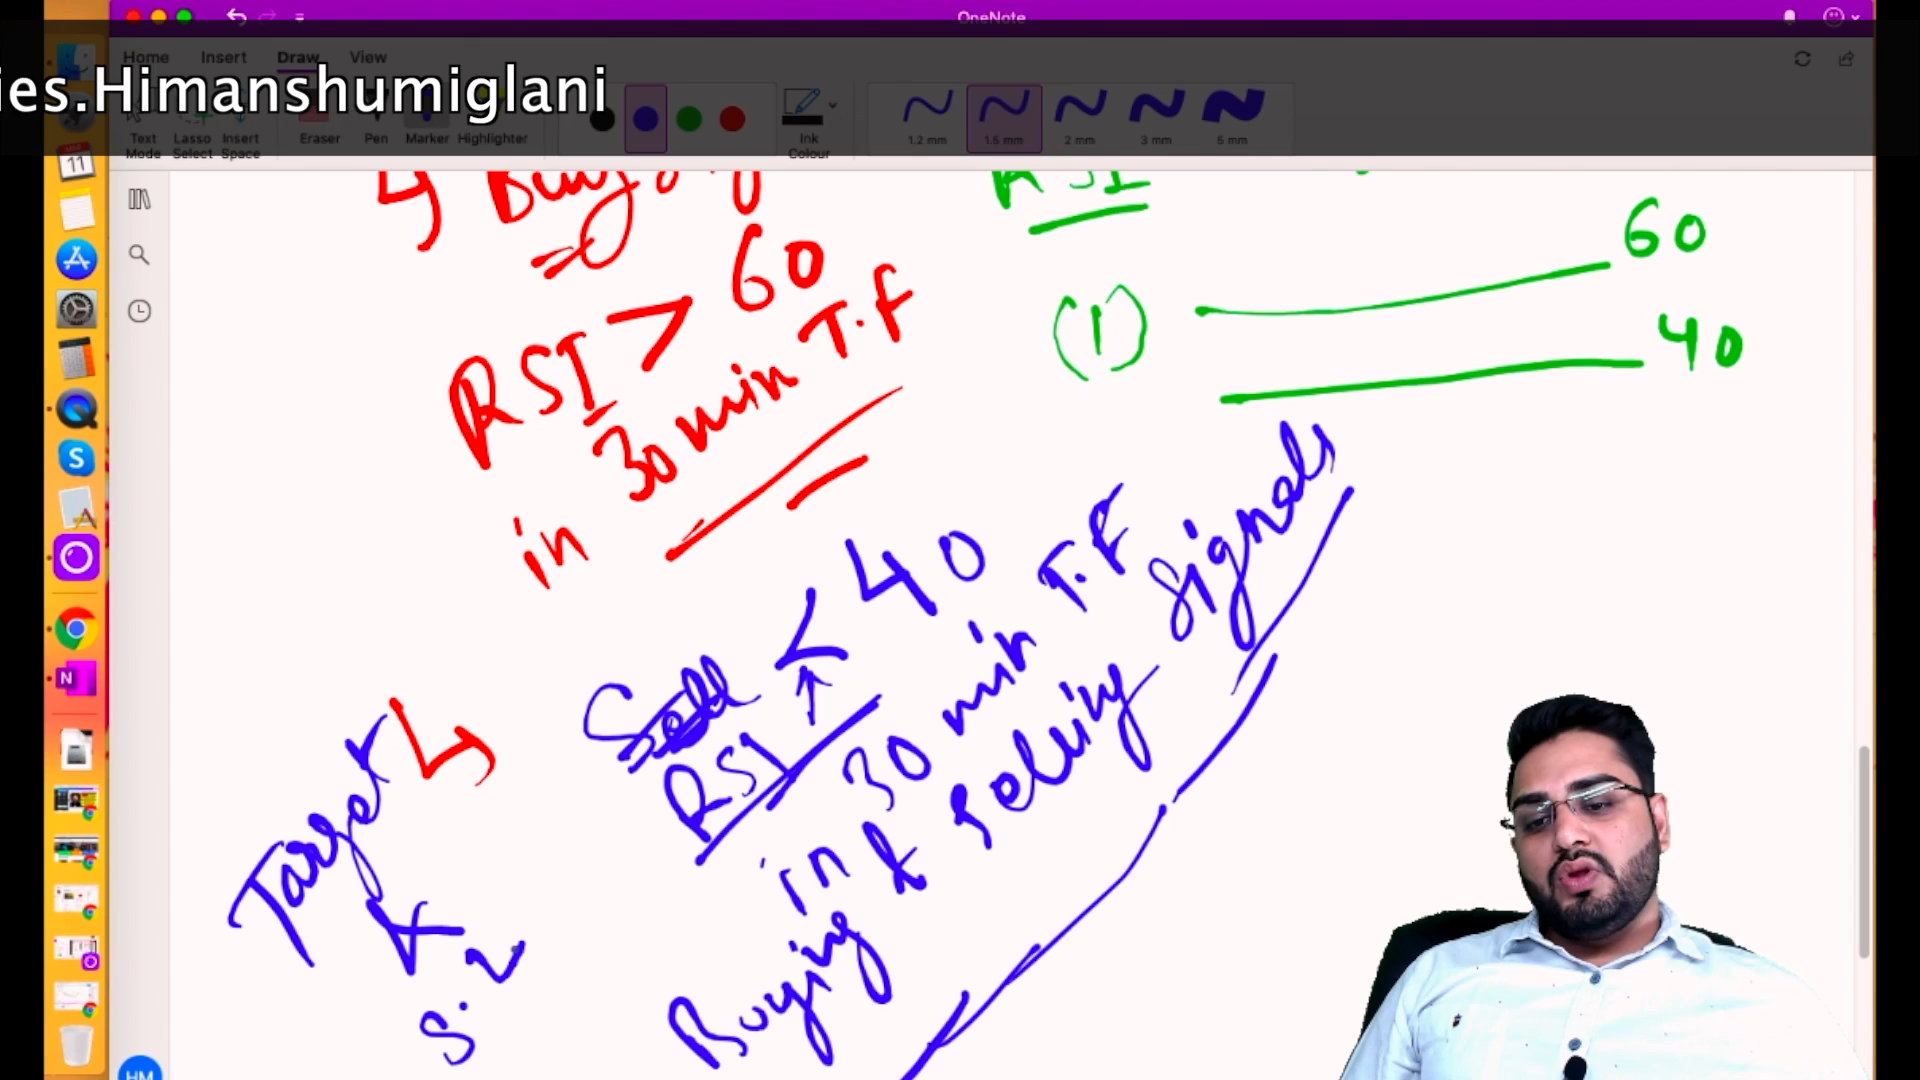 OneNote
Home Insert Draw View
ies.Himanshumiglani
Text Mode
Lasso Select
Insert Space
Eraser
Pen
Marker
Highlighter
Ink Colour
1.2 mm
1.5 mm
2 mm
3 mm
5 mm
11
RSI
60
40
(1)
RSI > 60
in 30 min T.F
RSI < 40
in 30 min T.F
Buying & Selling signals
Target
&
S.L
HM